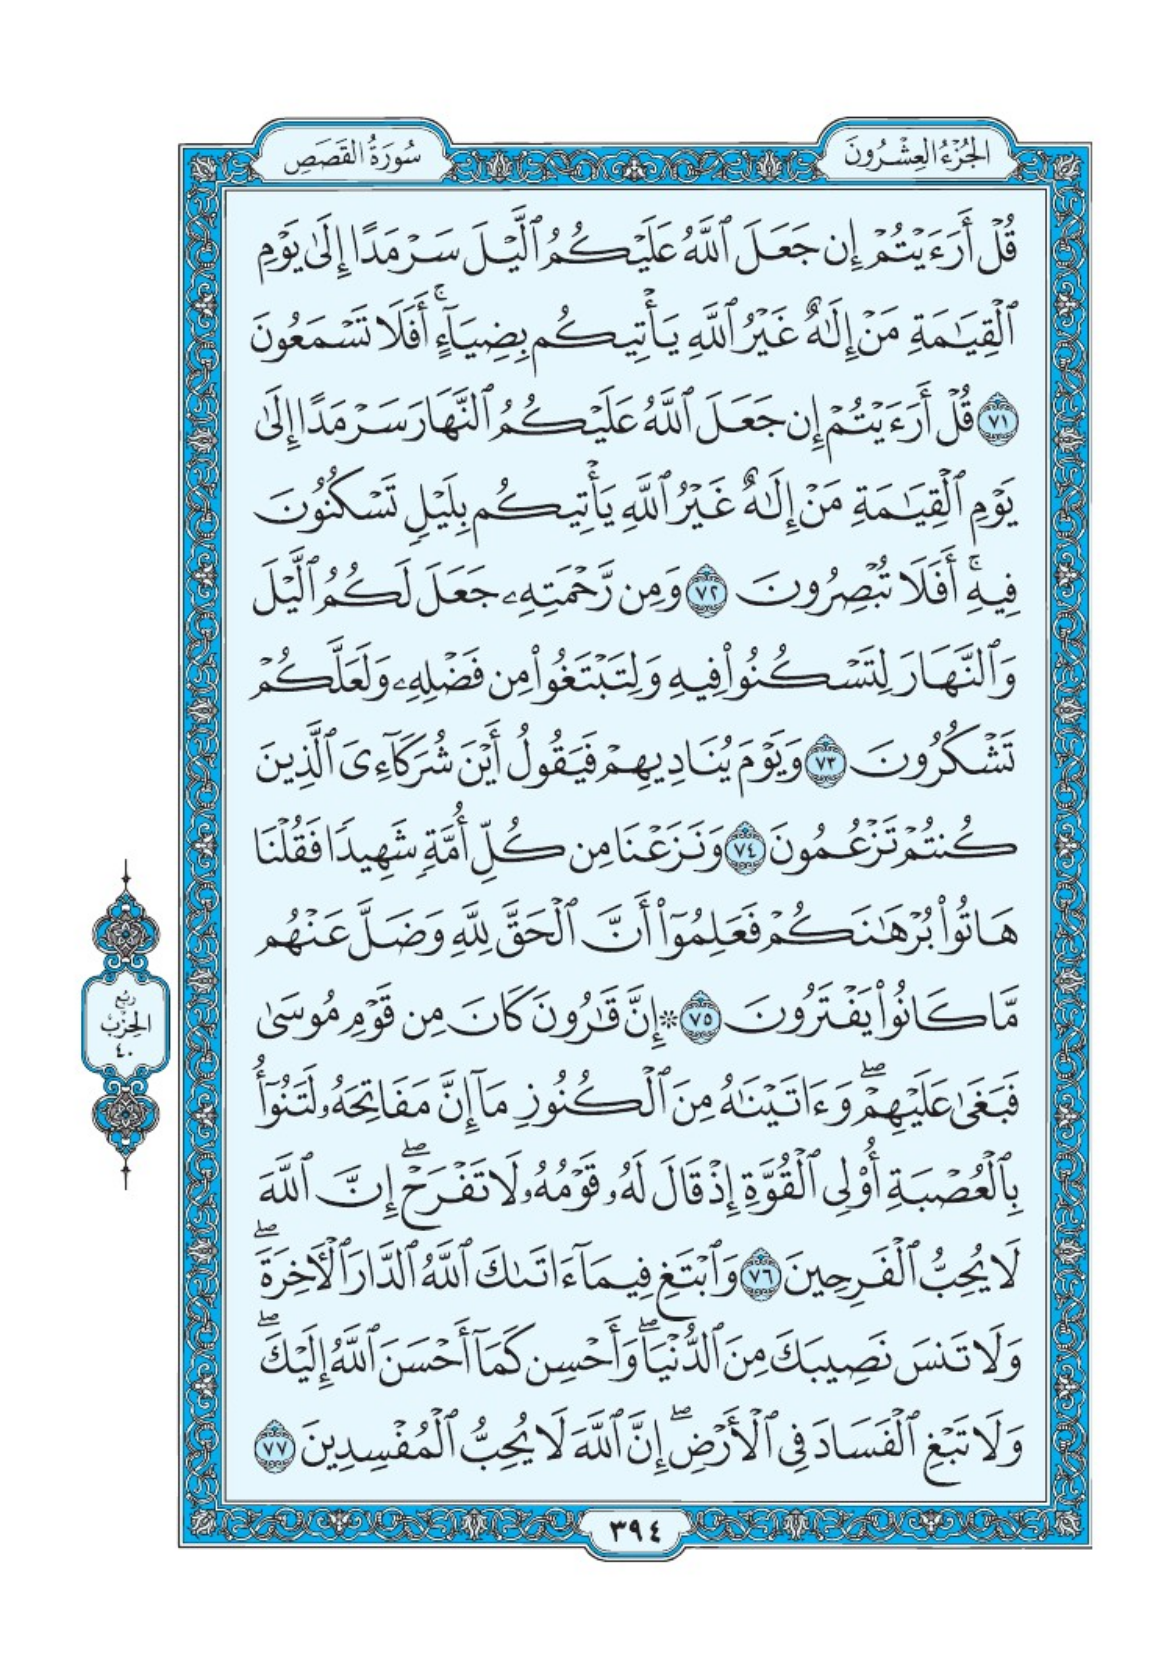 الجُزْءُ العِشْرُونَ
سُورَةُ القَصَصِ
قُلْ أَرَءَيْتُمْ إِن جَعَلَ ٱللَّهُ عَلَيْكُمُ ٱلَّيْلَ سَرْمَدًا إِلَىٰ يَوْمِ
ٱلْقِيَٰمَةِ مَنْ إِلَٰهٌ غَيْرُ ٱللَّهِ يَأْتِيكُم بِضِيَآءٍۚ أَفَلَا تَسْمَعُونَ
٧١ قُلْ أَرَءَيْتُمْ إِن جَعَلَ ٱللَّهُ عَلَيْكُمُ ٱلنَّهَارَ سَرْمَدًا إِلَىٰ
يَوْمِ ٱلْقِيَٰمَةِ مَنْ إِلَٰهٌ غَيْرُ ٱللَّهِ يَأْتِيكُم بِلَيْلٍ تَسْكُنُونَ
فِيهِۚ أَفَلَا تُبْصِرُونَ ٧٢ وَمِن رَّحْمَتِهِۦ جَعَلَ لَكُمُ ٱلَّيْلَ
وَٱلنَّهَارَ لِتَسْكُنُوا۟ فِيهِ وَلِتَبْتَغُوا۟ مِن فَضْلِهِۦ وَلَعَلَّكُمْ
تَشْكُرُونَ ٧٣ وَيَوْمَ يُنَادِيهِمْ فَيَقُولُ أَيْنَ شُرَكَآءِىَ ٱلَّذِينَ
كُنتُمْ تَزْعُمُونَ ٧٤ وَنَزَعْنَا مِن كُلِّ أُمَّةٍ شَهِيدًا فَقُلْنَا
هَاتُوا۟ بُرْهَٰنَكُمْ فَعَلِمُوٓا۟ أَنَّ ٱلْحَقَّ لِلَّهِ وَضَلَّ عَنْهُم
مَّا كَانُوا۟ يَفْتَرُونَ ٧٥ ۞ إِنَّ قَٰرُونَ كَانَ مِن قَوْمِ مُوسَىٰ
فَبَغَىٰ عَلَيْهِمْۖ وَءَاتَيْنَٰهُ مِنَ ٱلْكُنُوزِ مَآ إِنَّ مَفَاتِحَهُۥ لَتَنُوٓأُ
بِٱلْعُصْبَةِ أُو۟لِى ٱلْقُوَّةِ إِذْ قَالَ لَهُۥ قَوْمُهُۥ لَا تَفْرَحْۖ إِنَّ ٱللَّهَ
لَا يُحِبُّ ٱلْفَرِحِينَ ٧٦ وَٱبْتَغِ فِيمَآ ءَاتَىٰكَ ٱللَّهُ ٱلدَّارَ ٱلْءَاخِرَةَۖ
وَلَا تَنسَ نَصِيبَكَ مِنَ ٱلدُّنْيَاۖ وَأَحْسِن كَمَآ أَحْسَنَ ٱللَّهُ إِلَيْكَۖ
وَلَا تَبْغِ ٱلْفَسَادَ فِى ٱلْأَرْضِۖ إِنَّ ٱللَّهَ لَا يُحِبُّ ٱلْمُفْسِدِينَ ٧٧
رُبع
الحِزْبْ
٤٠
٣٩٤